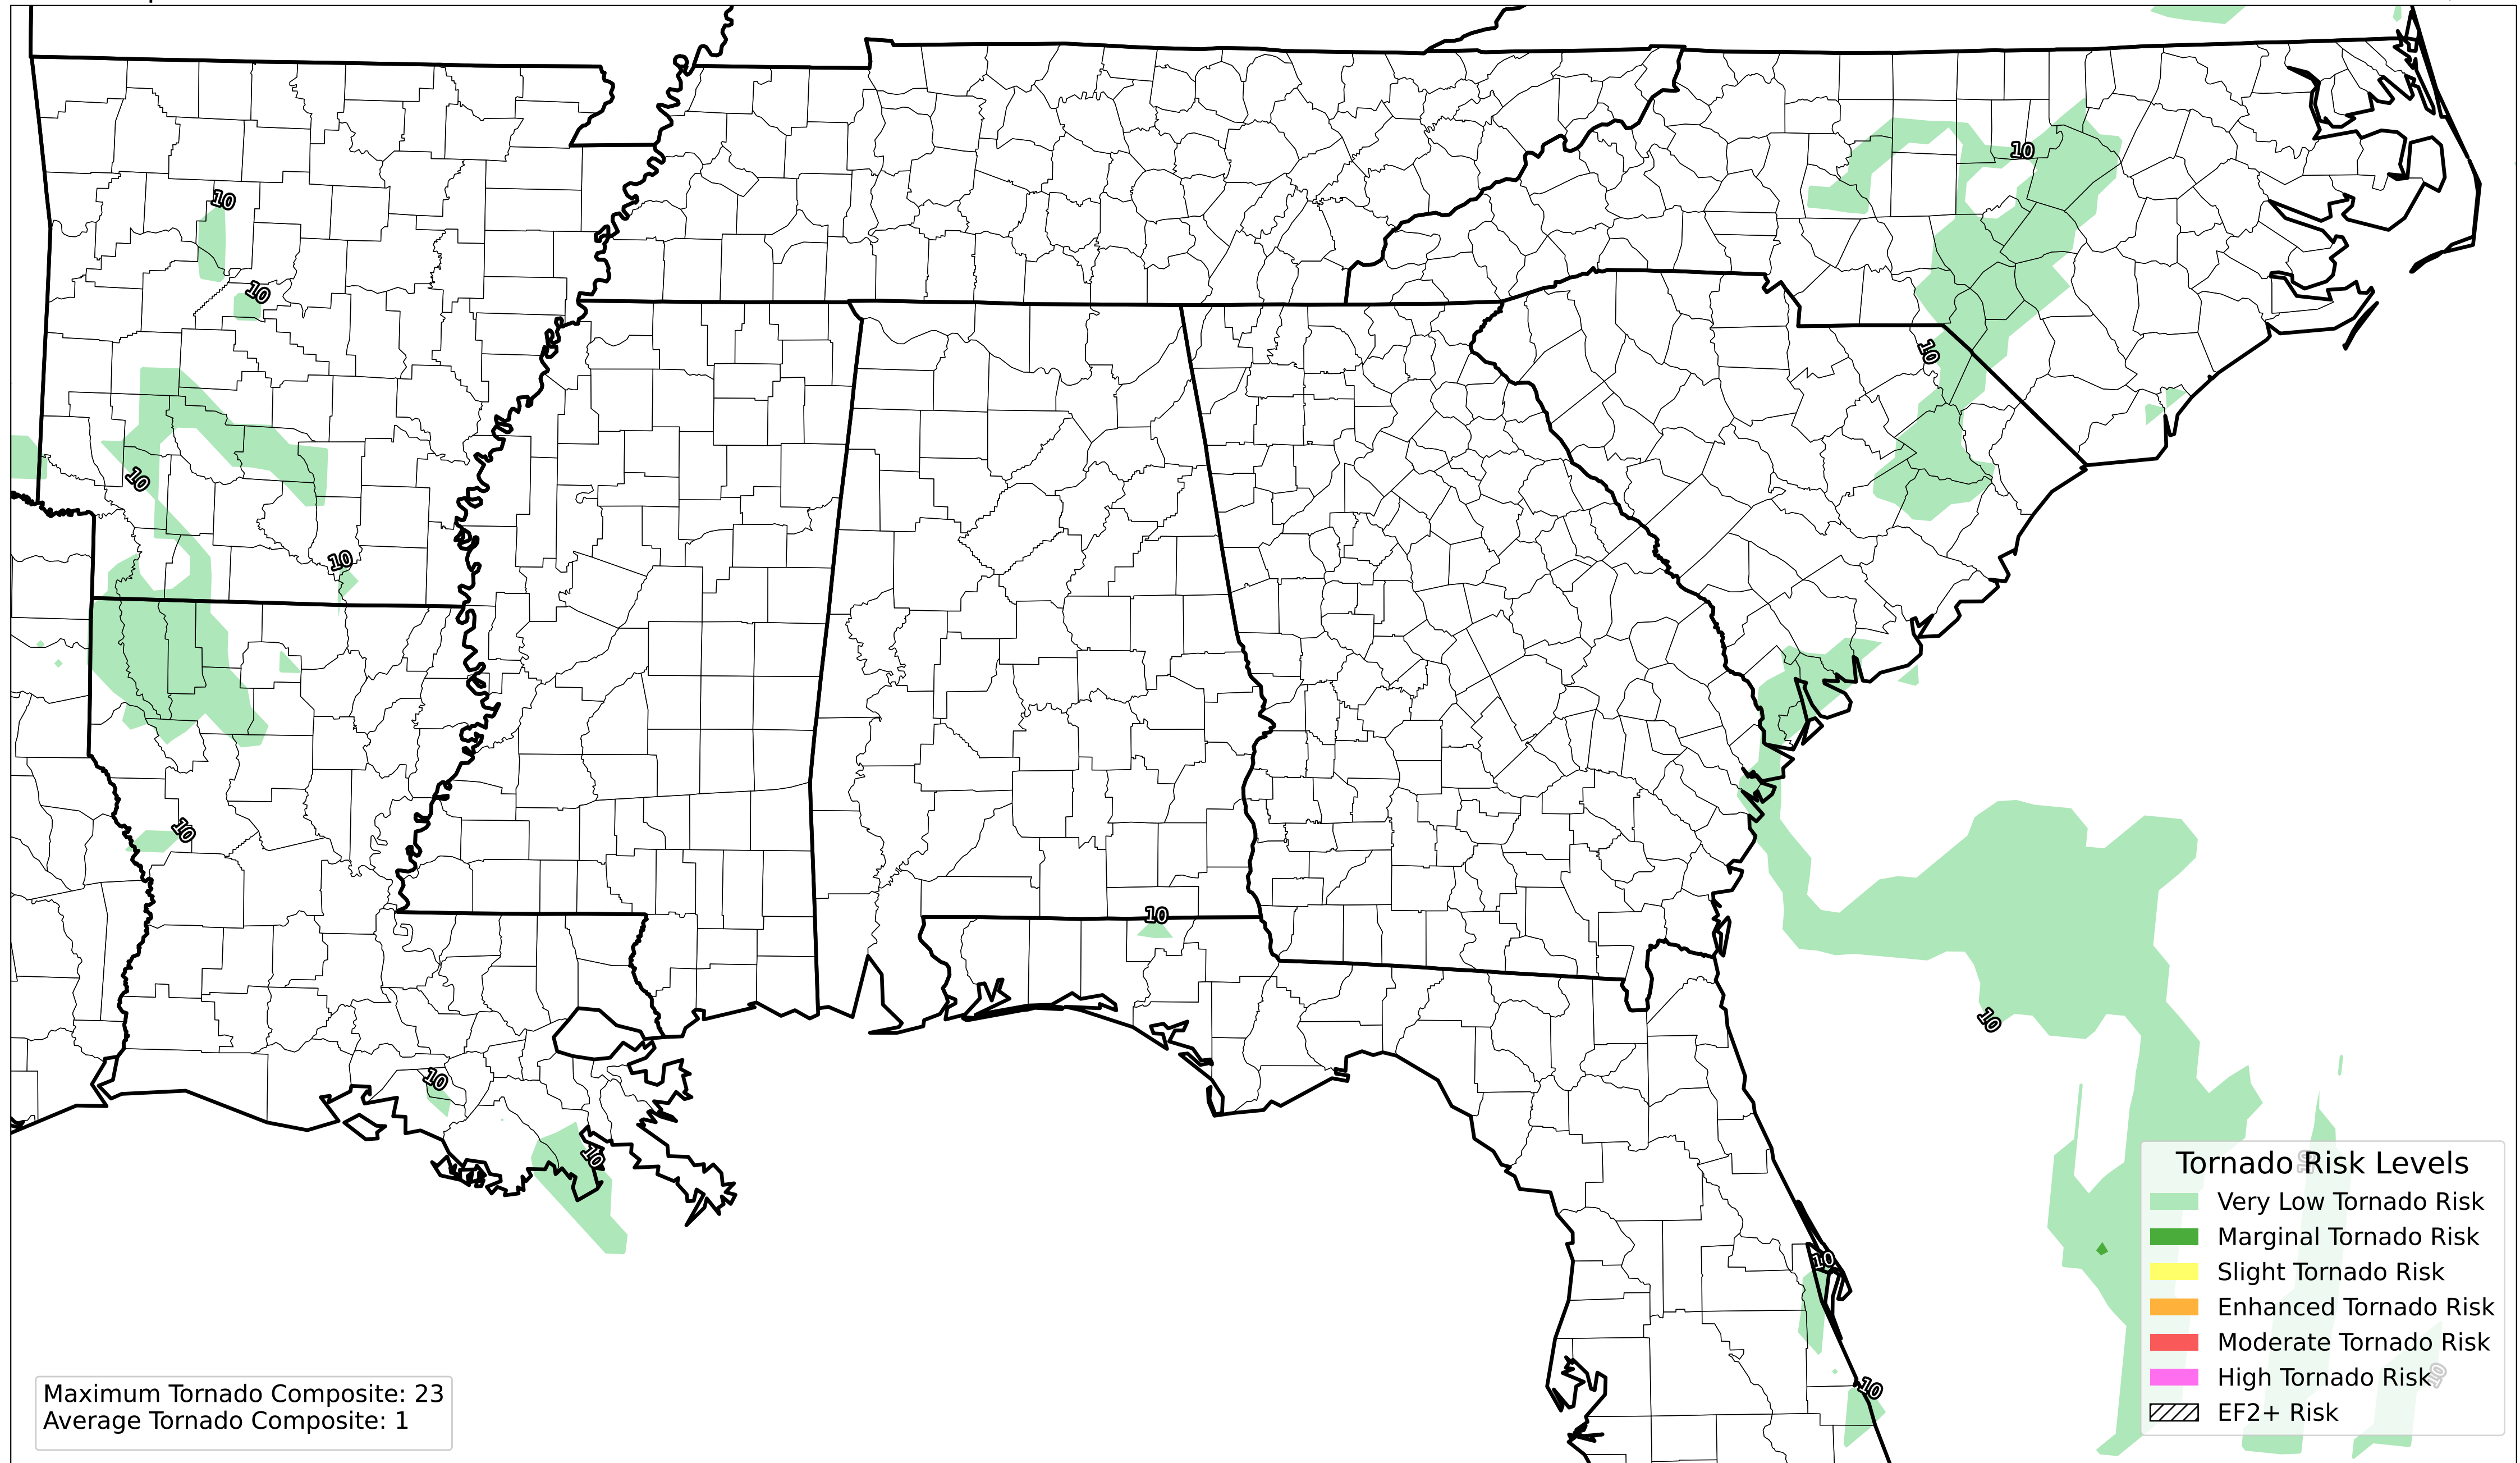 10
10
10
10
10
10
10
10
10
10
10
10
10
10
Tornado Risk Levels
Very Low Tornado Risk
Marginal Tornado Risk
Slight Tornado Risk
Enhanced Tornado Risk
Moderate Tornado Risk
High Tornado Risk
EF2+ Risk
10
10
Maximum Tornado Composite: 23
Average Tornado Composite: 1